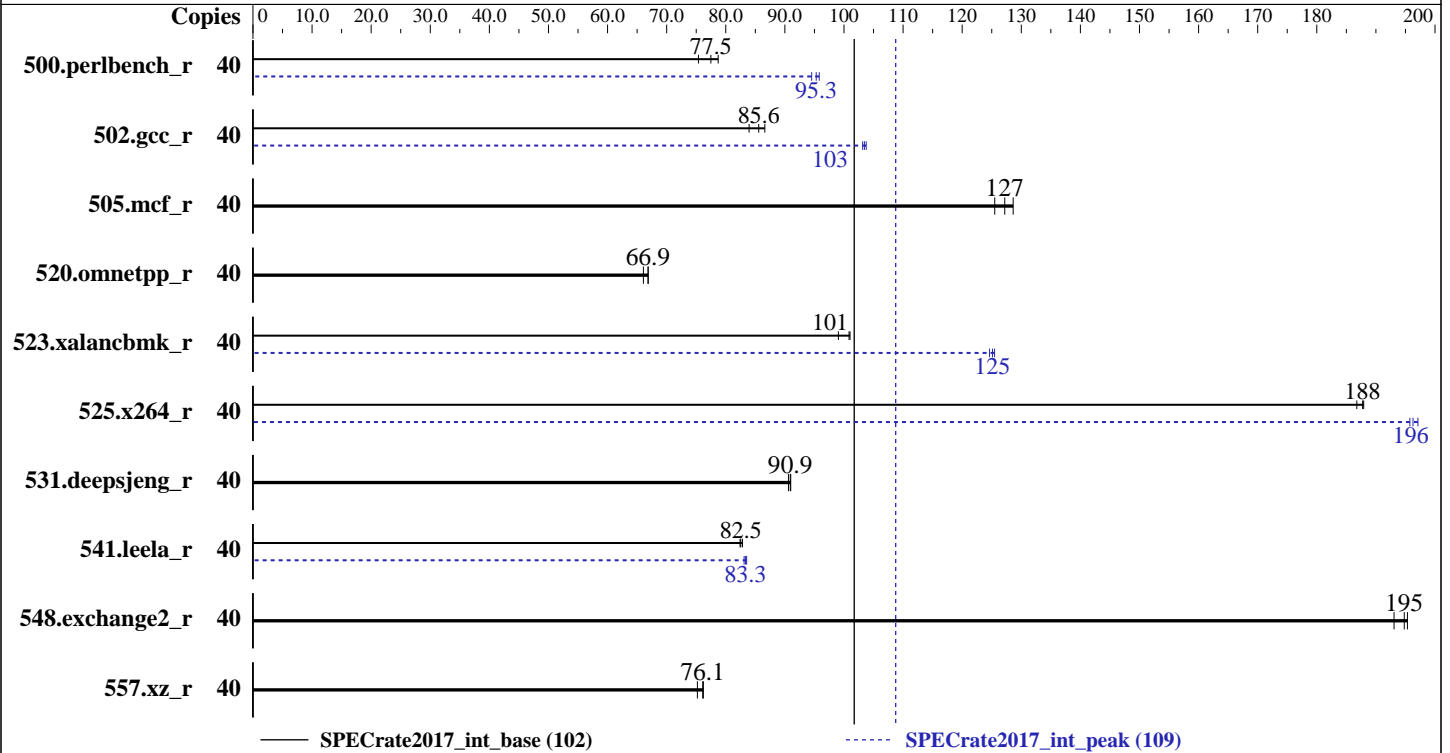 Copies 0 10.0 20.0 30.0 40.0 50.0 60.0 70.0 80.0 90.0 100 110 120 130 140 150 160 170 180 200
77.5
500.perlbench_r 40
95.3
85.6
502.gcc_r 40
103
127
505.mcf_r 40
66.9
520.omnetpp_r 40
101
523.xalancbmk_r 40
125
188
525.x264_r 40
196
90.9
531.deepsjeng_r 40
82.5
541.leela_r 40
83.3
195
548.exchange2_r 40
76.1
557.xz_r 40
SPECrate2017_int_base (102) SPECrate2017_int_peak (109)